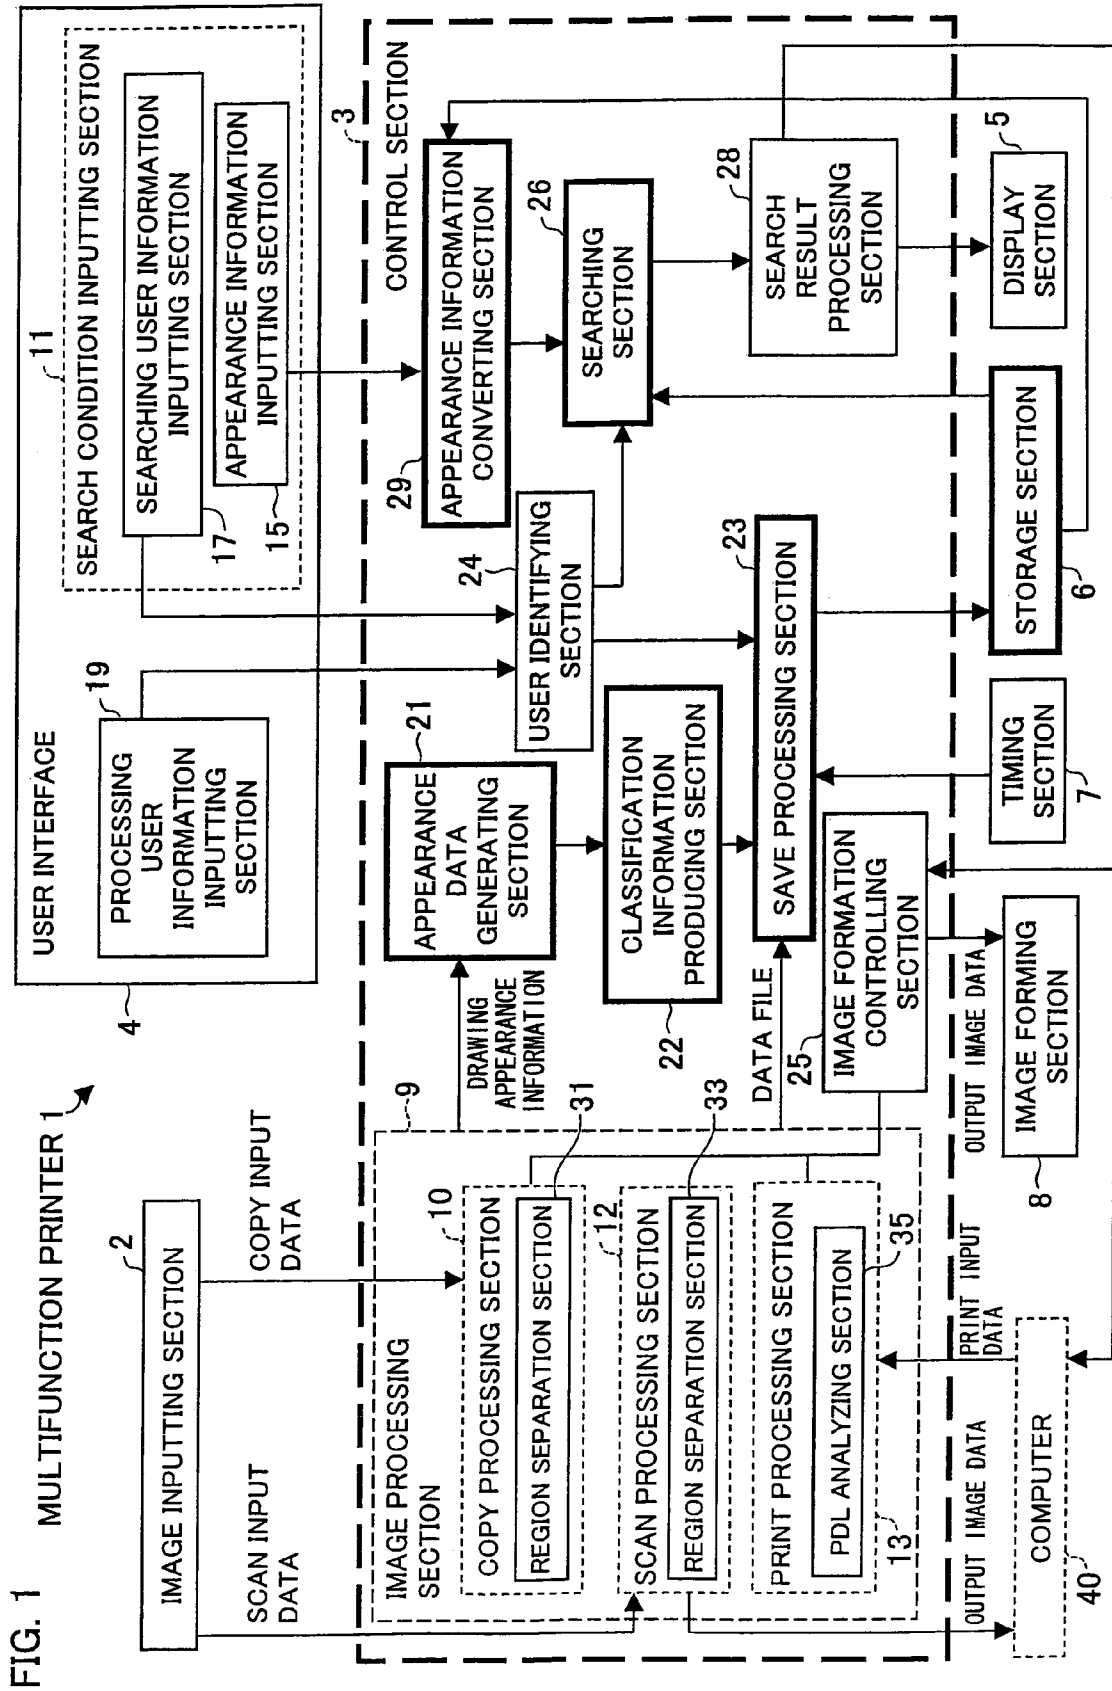 FIG. 1
MULTIFUNCTION PRINTER 1
2
IMAGE INPUTTING SECTION
SCAN INPUT
DATA
COPY INPUT
DATA
4
USER INTERFACE
19
PROCESSING
USER
INFORMATION
INPUTTING
SECTION
11
SEARCH CONDITION INPUTTING SECTION
SEARCHING USER INFORMATION
INPUTTING SECTION
17
APPEARANCE INFORMATION
INPUTTING SECTION
15
3
CONTROL SECTION
9
IMAGE PROCESSING
SECTION
10
COPY PROCESSING SECTION
REGION SEPARATION SECTION
31
12
SCAN PROCESSING SECTION
REGION SEPARATION SECTION
33
PRINT PROCESSING SECTION
PDL ANALYZING SECTION
35
13
DRAWING
APPEARANCE
INFORMATION
21
APPEARANCE
DATA
GENERATING
SECTION
CLASSIFICATION
INFORMATION
PRODUCING SECTION
22
24
USER IDENTIFYING
SECTION
29
APPEARANCE INFORMATION
CONVERTING SECTION
26
SEARCHING
SECTION
DATA FILE
23
SAVE PROCESSING SECTION
28
SEARCH
RESULT
PROCESSING
SECTION
25
IMAGE FORMATION
CONTROLLING
SECTION
OUTPUT IMAGE DATA
PRINT INPUT
DATA
OUTPUT IMAGE DATA
COMPUTER
40
IMAGE FORMING
SECTION
8
TIMING
SECTION
7
STORAGE SECTION
6
5
DISPLAY
SECTION